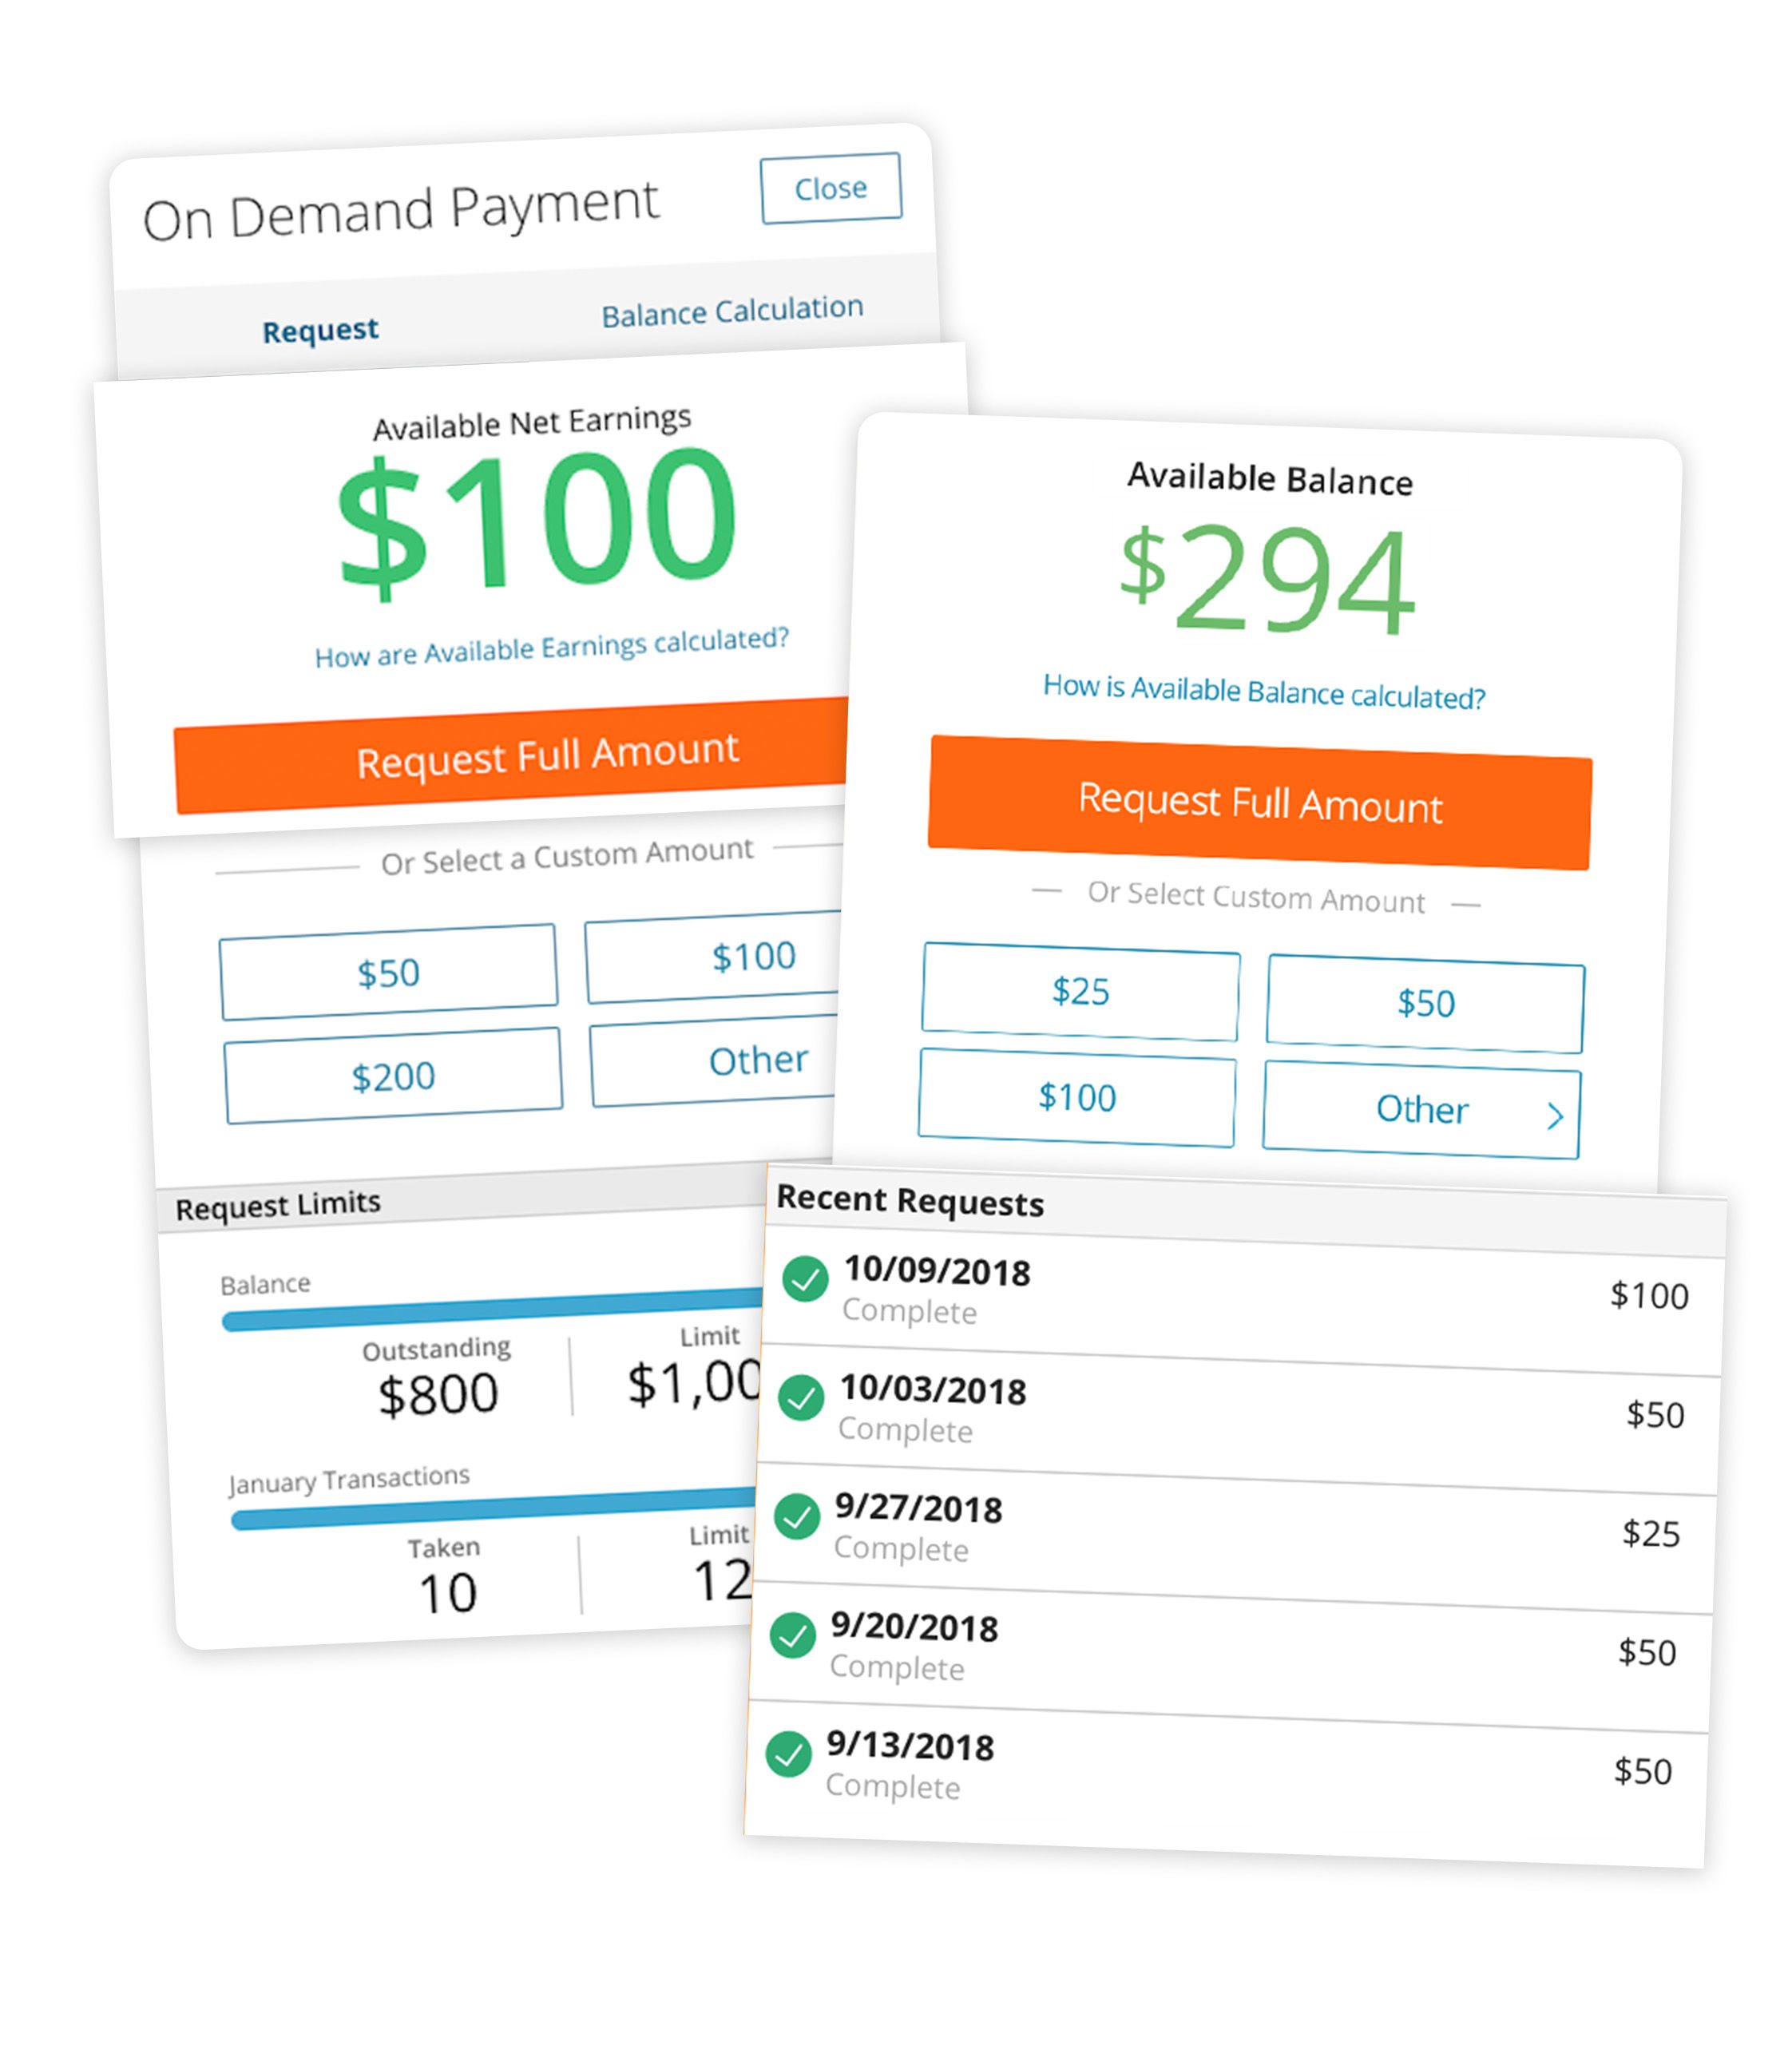 On Demand Payment
Close
Request
Balance Calculation
Available Net Earnings
$100
How are Available Earnings calculated?
Request Full Amount
Or Select a Custom Amount
$50
$100
$200
Other
Request Limits
Balance
Outstanding
Limit
$800
January Transactions
Taken
Limit
10
12
Available Balance
$294
How is Available Balance calculated?
Request Full Amount
Or Select Custom Amount
$25
$50
$100
Other
Recent Requests
10/09/2018
Complete
$100
10/03/2018
Complete
$50
9/27/2018
Complete
$25
9/20/2018
Complete
$50
9/13/2018
Complete
$50